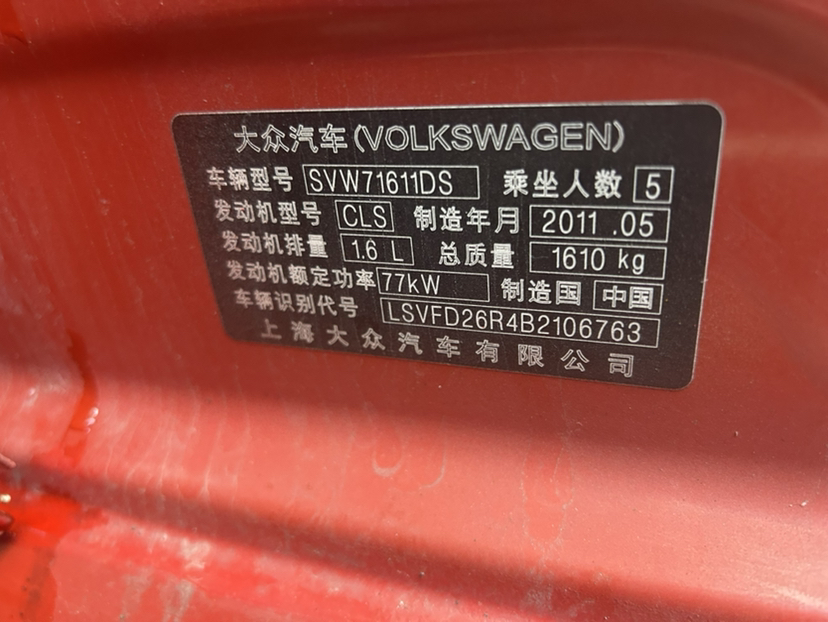 大众汽车(VOLKSWAGEN)
车辆型号 SVW71611DS 乘坐人数 5
发动机型号 CLS 制造年月 2011.05
发动机排量 1.6 L 总质量 1610 kg
发动机额定功率 77kW 制造国 中国
车辆识别代号 LSVFD26R4B2106763
上海大众汽车有限公司